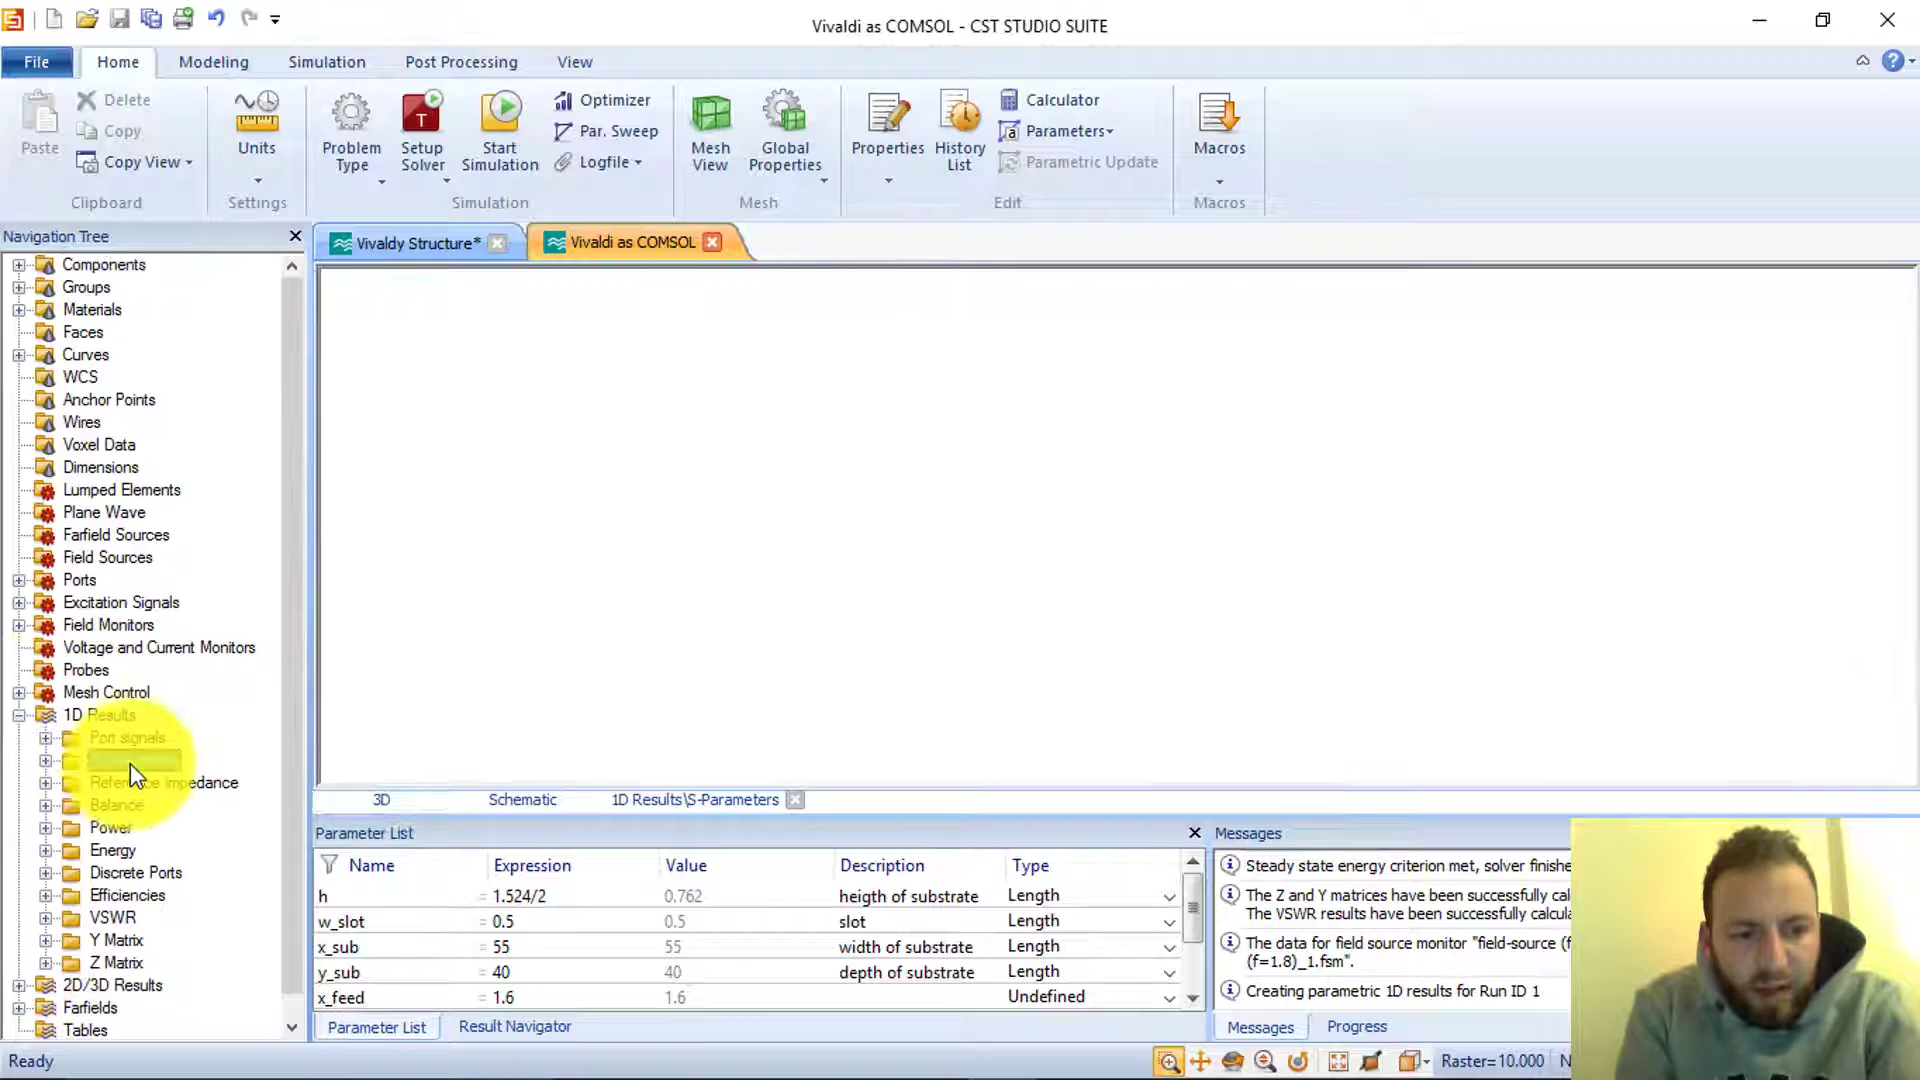 Vivaldi as COMSOL - CST STUDIO SUITE
File Home Modeling Simulation Post Processing View
Paste
Delete
Copy
Copy View
Clipboard
Units
Settings
Problem Type
Setup Solver
Start Simulation
Optimizer
Par. Sweep
Logfile
Simulation
Mesh View
Global Properties
Mesh
Properties
History List
Calculator
Parameters
Parametric Update
Edit
Macros
Macros
Navigation Tree
Components
Groups
Materials
Faces
Curves
WCS
Anchor Points
Wires
Voxel Data
Dimensions
Lumped Elements
Plane Wave
Farfield Sources
Field Sources
Ports
Excitation Signals
Field Monitors
Voltage and Current Monitors
Probes
Mesh Control
1D Results
Port signals
Reference Impedance
Balance
Power
Energy
Discrete Ports
Efficiencies
VSWR
Y Matrix
Z Matrix
2D/3D Results
Farfields
Tables
Vivaldy Structure*
Vivaldi as COMSOL
3D Schematic 1D Results\S-Parameters
Parameter List
Name Expression Value Description Type
h = 1.524/2 0.762 heigth of substrate Length
w_slot = 0.5 0.5 slot Length
x_sub = 55 55 width of substrate Length
y_sub = 40 40 depth of substrate Length
x_feed = 1.6 1.6 Undefined
Parameter List Result Navigator
Messages
Steady state energy criterion met, solver finishe
The Z and Y matrices have been successfully calc
The VSWR results have been successfully calcula
The data for field source monitor "field-source (f
(f=1.8)_1.fsm".
Creating parametric 1D results for Run ID 1
Messages Progress
Ready
Raster=10.000